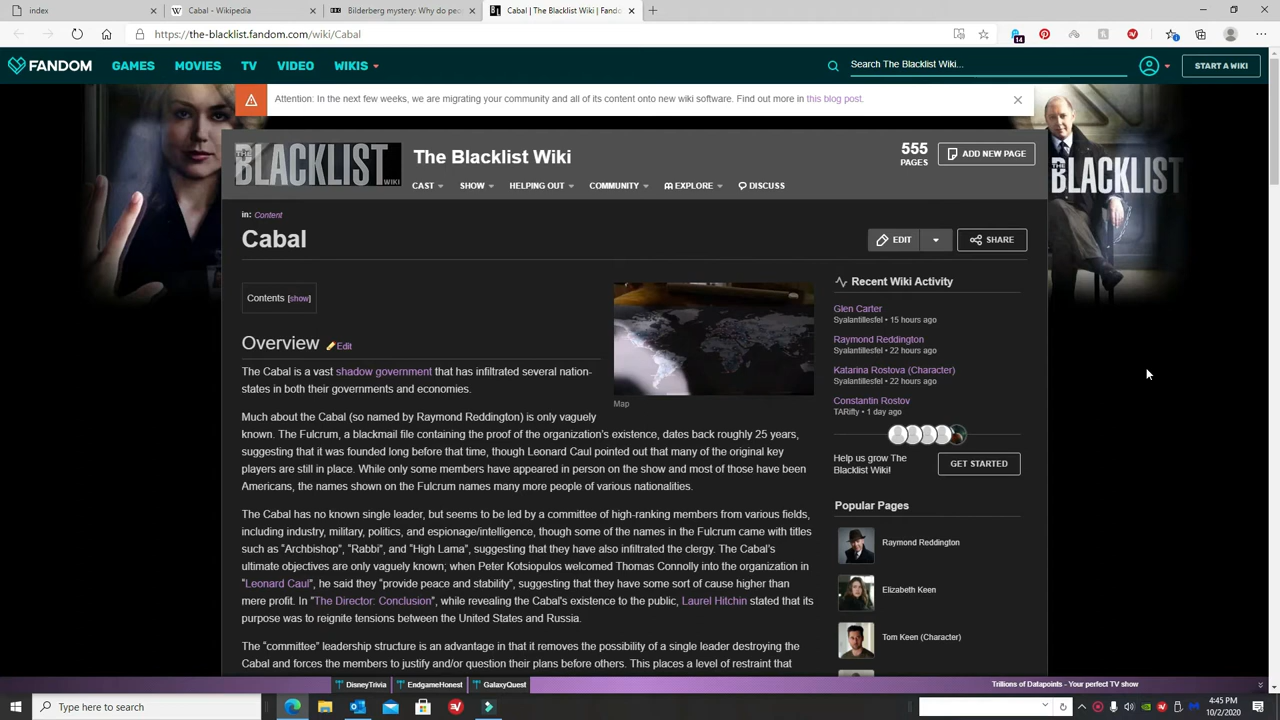 index
Cabal - Wikipedia
Bilderberg mystery: Why do peo
Cabal | The Blacklist Wiki | Fando
https://the-blacklist.fandom.com/wiki/Cabal
14
FANDOM
GAMES
MOVIES
TV
VIDEO
WIKIS
Search The Blacklist Wiki...
START A WIKI
Attention: In the next few weeks, we are migrating your community and all of its content onto new wiki software. Find out more in this blog post.
THE BLACKLIST WIKI
The Blacklist Wiki
555 PAGES
ADD NEW PAGE
THE BLACKLIST
CAST
SHOW
HELPING OUT
COMMUNITY
EXPLORE
DISCUSS
in: Content
Cabal
EDIT
SHARE
Contents [show]
Map
Overview Edit
The Cabal is a vast shadow government that has infiltrated several nation-
states in both their governments and economies.
Much about the Cabal (so named by Raymond Reddington) is only vaguely
known. The Fulcrum, a blackmail file containing the proof of the organization's existence, dates back roughly 25 years,
suggesting that it was founded long before that time, though Leonard Caul pointed out that many of the original key
players are still in place. While only some members have appeared in person on the show and most of those have been
Americans, the names shown on the Fulcrum names many more people of various nationalities.
The Cabal has no known single leader, but seems to be led by a committee of high-ranking members from various fields,
including industry, military, politics, and espionage/intelligence, though some of the names in the Fulcrum came with titles
such as "Archbishop", "Rabbi", and "High Lama", suggesting that they have also infiltrated the clergy. The Cabal's
ultimate objectives are only vaguely known; when Peter Kotsiopulos welcomed Thomas Connolly into the organization in
"Leonard Caul", he said they "provide peace and stability", suggesting that they have some sort of cause higher than
mere profit. In "The Director: Conclusion", while revealing the Cabal's existence to the public, Laurel Hitchin stated that its
purpose was to reignite tensions between the United States and Russia.
The "committee" leadership structure is an advantage in that it removes the possibility of a single leader destroying the
Cabal and forces the members to justify and/or question their plans before others. This places a level of restraint that
Recent Wiki Activity
Glen Carter
Syalantillesfel • 15 hours ago
Raymond Reddington
Syalantillesfel • 22 hours ago
Katarina Rostova (Character)
Syalantillesfel • 22 hours ago
Constantin Rostov
TARifty • 1 day ago
Help us grow The
Blacklist Wiki!
GET STARTED
Popular Pages
Raymond Reddington
Elizabeth Keen
Tom Keen (Character)
DisneyTrivia
EndgameHonest
GalaxyQuest
Trillions of Datapoints - Your perfect TV show
Type here to search
4:45 PM
10/2/2020